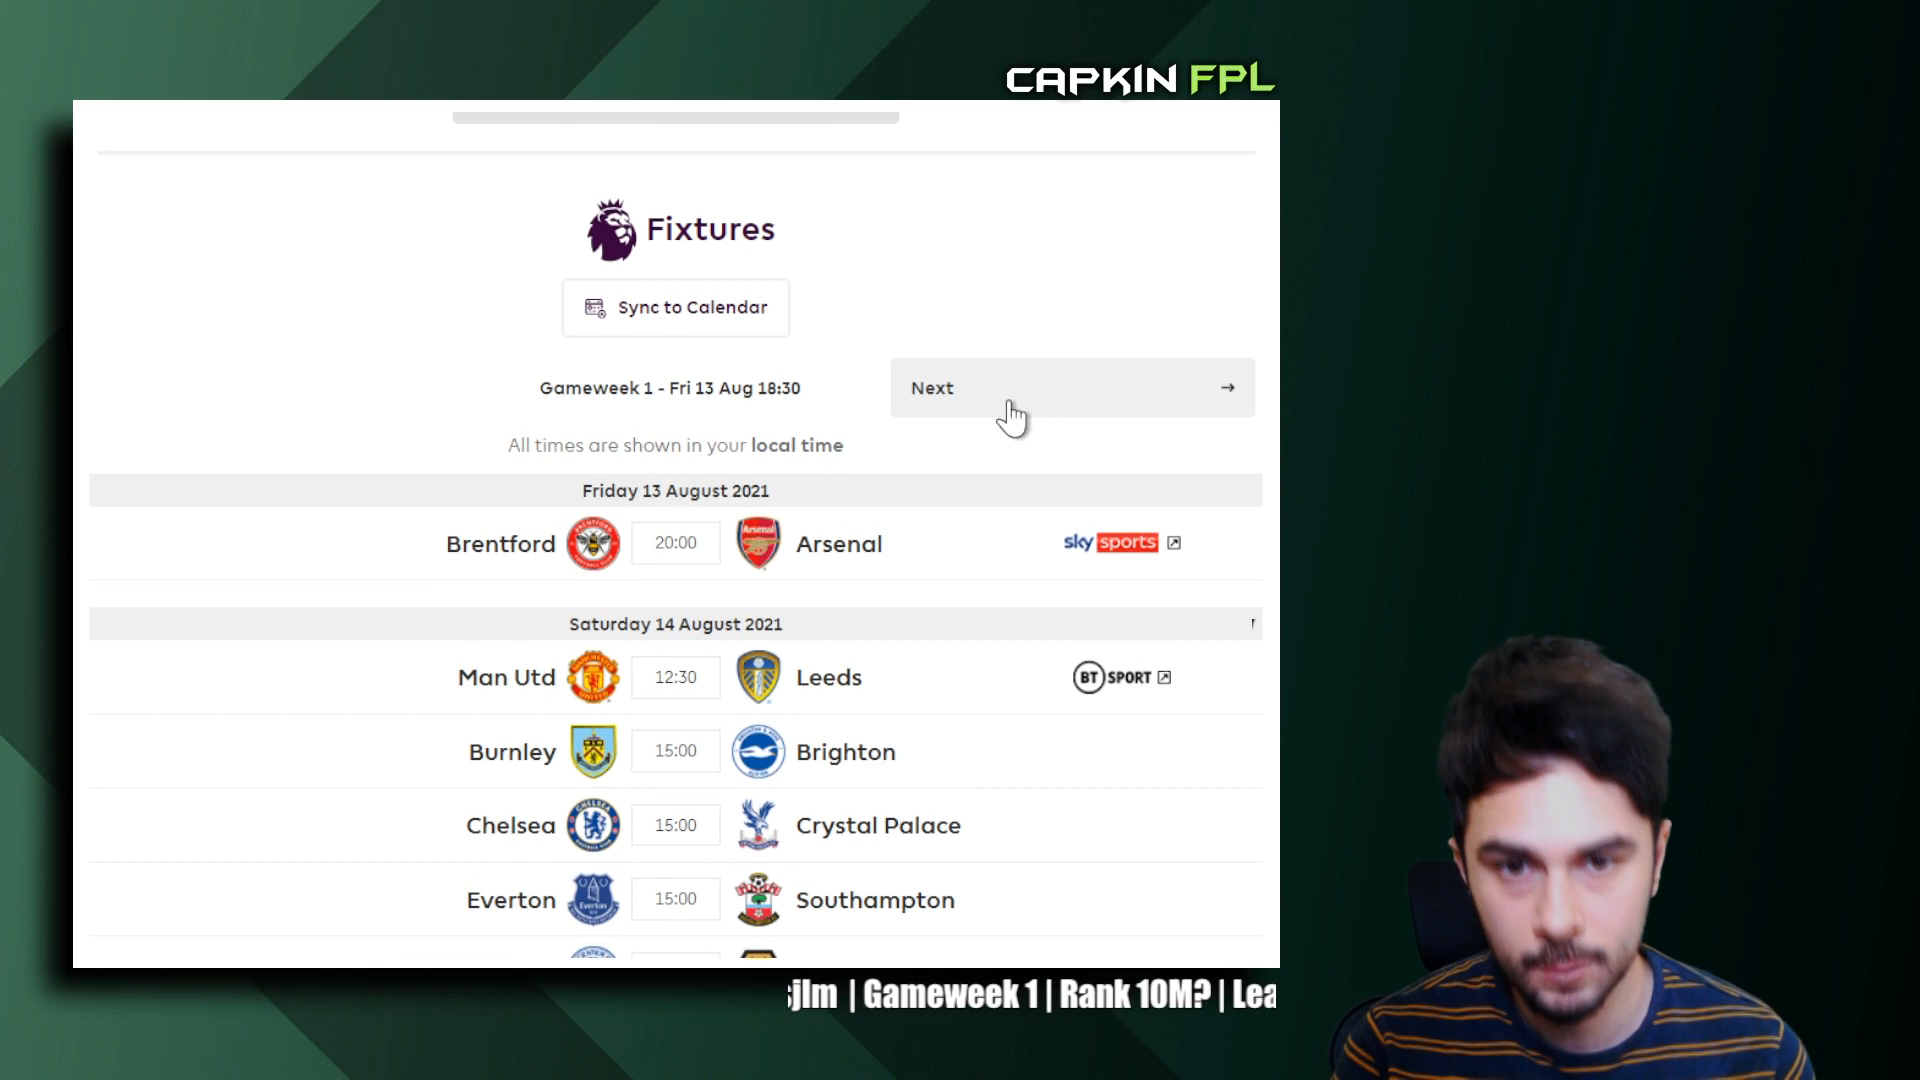 CAPKIN FPL
Fixtures
Sync to Calendar
Gameweek 1 - Fri 13 Aug 18:30
Next →
All times are shown in your local time
Friday 13 August 2021
Brentford 20:00 Arsenal sky sports
Saturday 14 August 2021
Man Utd 12:30 Leeds BT SPORT
Burnley 15:00 Brighton
Chelsea 15:00 Crystal Palace
Everton 15:00 Southampton
jlm | Gameweek 1 | Rank 10M? | Lea